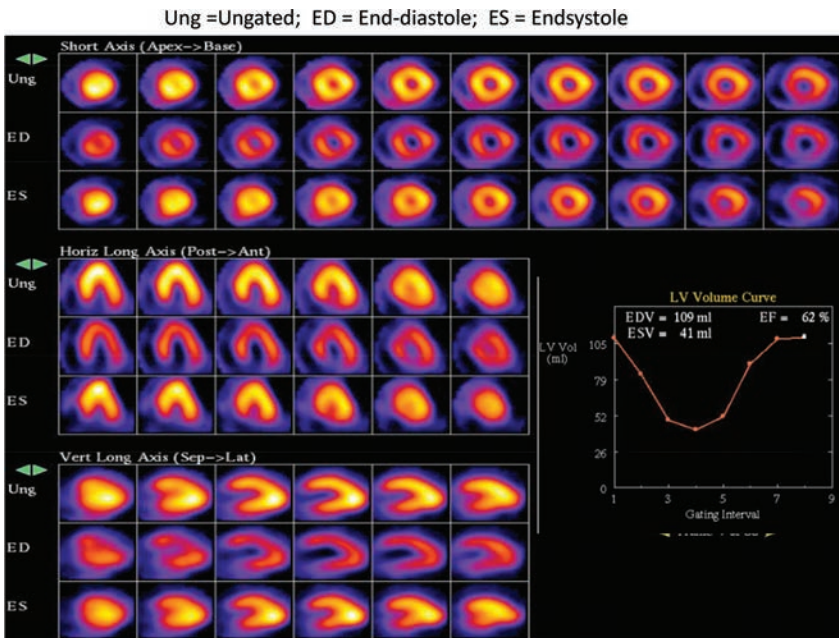 Ung =Ungated; ED = End-diastole; ES = Endsystole
Short Axis (Apex->Base)
Ung
ED
ES
Horiz Long Axis (Post->Ant)
Ung
ED
ES
LV Volume Curve
EDV = 109 ml EF = 62 %
ESV = 41 ml
LV Vol
(ml)
105
79
52
26
0
1 3 5 7 9
Gating Interval
Vert Long Axis (Sep->Lat)
Ung
ED
ES